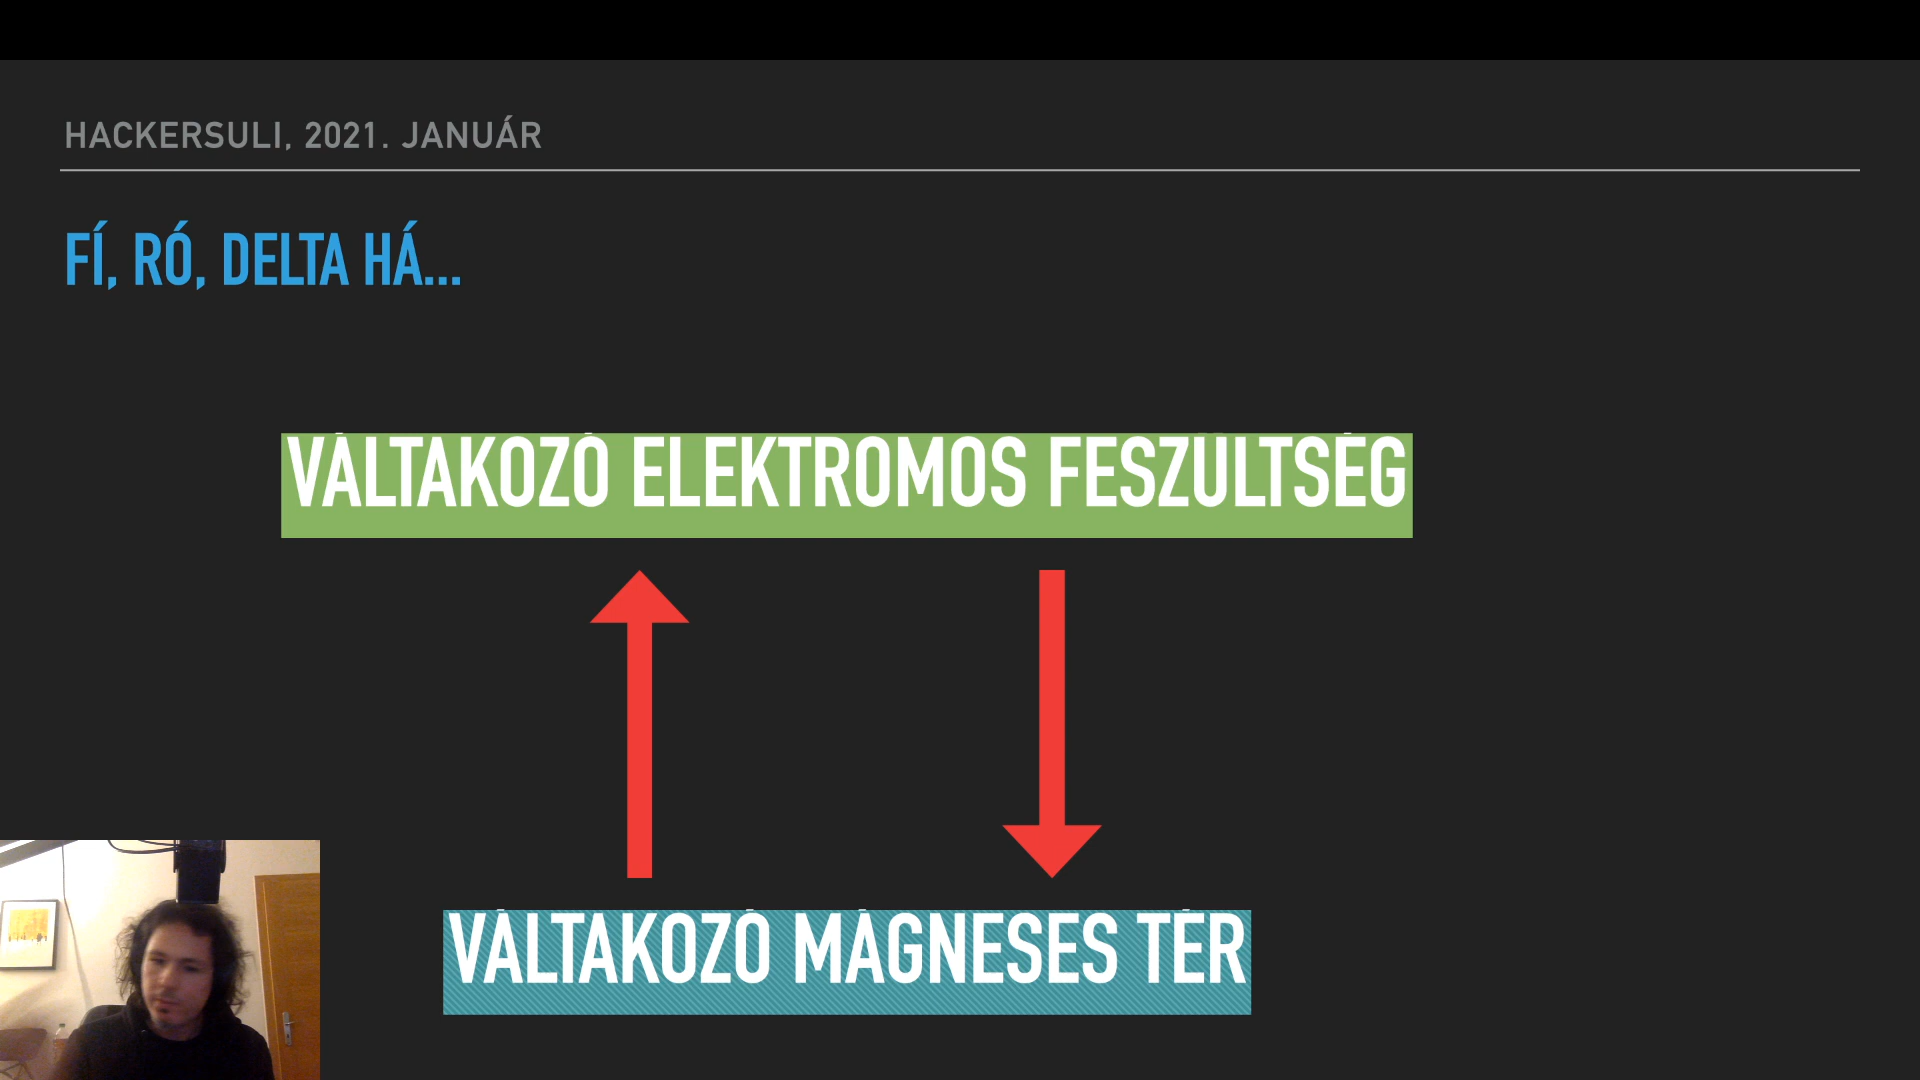 HACKERSULI, 2021. JANUÁR
FÍ, RÓ, DELTA HÁ...
VÁLTAKOZÓ ELEKTROMOS FESZÜLTSÉG
VÁLTAKOZÓ MÁGNESES TÉR